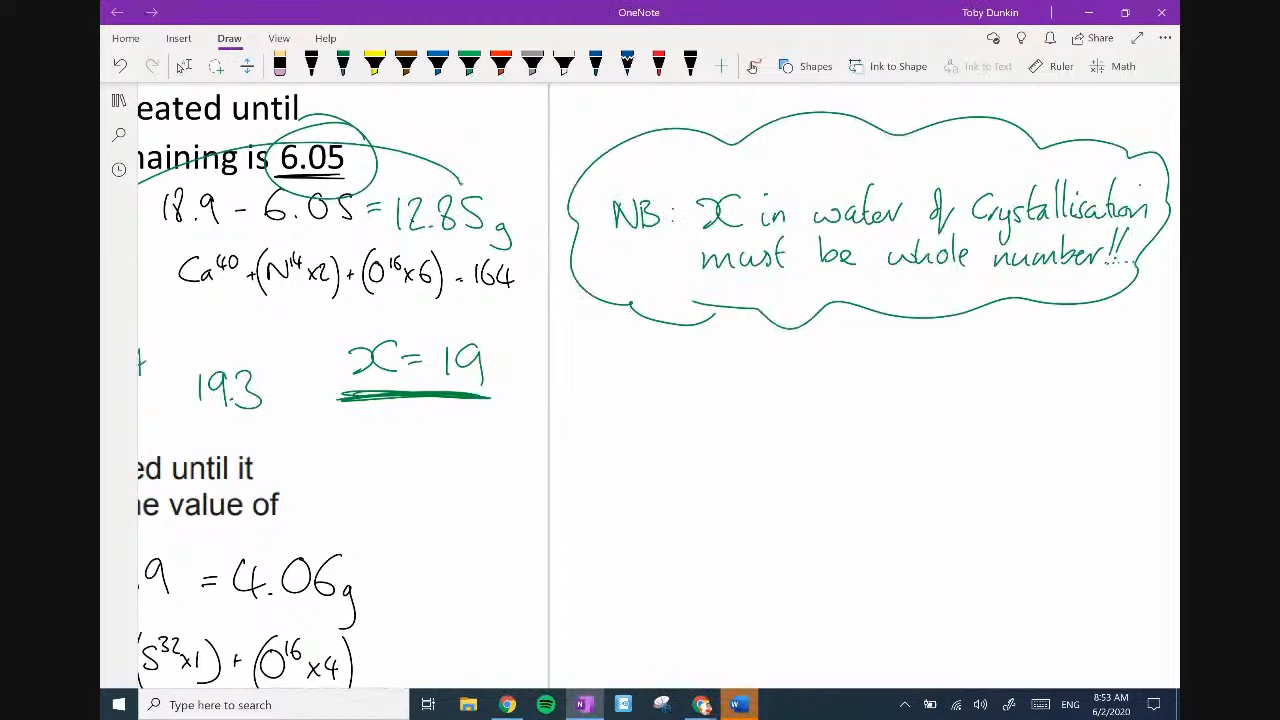 OneNote
Toby Dunkin
Home Insert Draw View Help
Share
Shapes
Ink to Shape
Ink to Text
Ruler
Math
eated until
naining is 6.05
18.9 - 6.05 = 12.85g
Ca⁴⁰ + (N¹⁴ x2) + (O¹⁶ x 6) = 164
19.3
x = 19
ed until it
ne value of
.9 = 4.06g
(S³² x1) + (O¹⁶ x4)
NB: x in water of Crystallisation
must be whole number!!
Type here to search
ENG
8:53 AM
6/2/2020